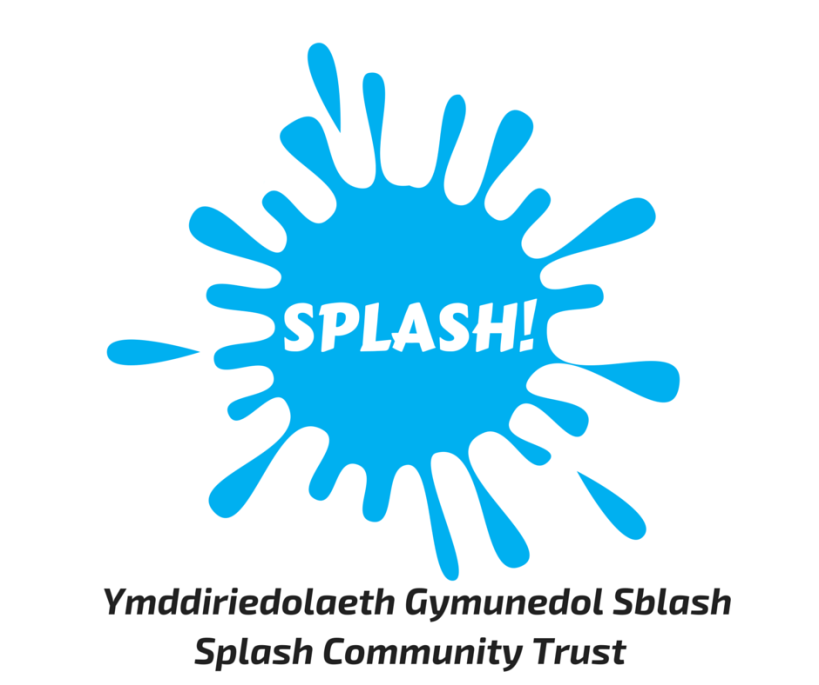 SPLASH!
Ymddiriedolaeth Gymunedol Sblash
Splash Community Trust